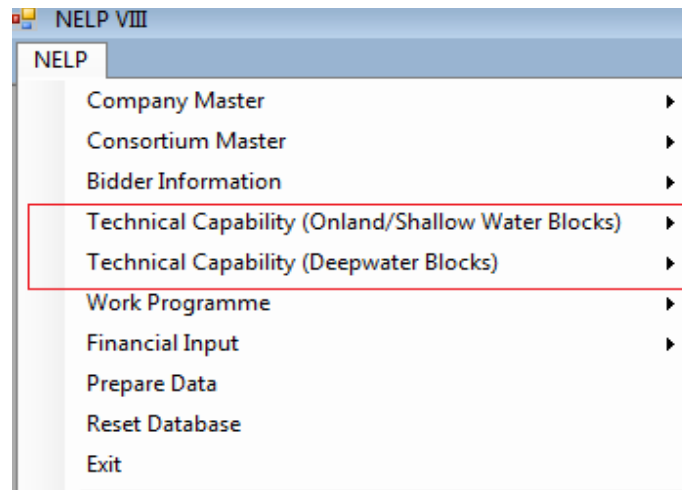 NELP VIII
NELP
Company Master
Consortium Master
Bidder Information
Technical Capability (Onland/Shallow Water Blocks)
Technical Capability (Deepwater Blocks)
Work Programme
Financial Input
Prepare Data
Reset Database
Exit